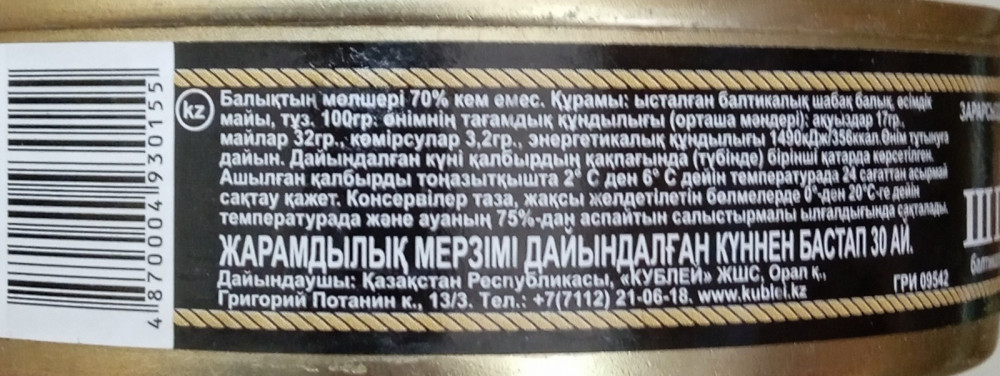 kz
Балықтың мөлшері 70% кем емес. Құрамы: ысталған балтикалық шабақ балық, өсімдік
майы, тұз. 100гр: өнімнің тағамдық құндылығы (орташа мөндері): ақуыздар 17гр.,
майлар 32гр., көмірсулар 3,2гр., энергетикалық құндылығы 1490кДж/356ккал.Өнім тұтынуға
дайын. Дайындалған күні қалбырдың қақпағында (түбінде) бірінші қатарда көрсетілген.
Ашылған қалбырды тоңазытқышта 2° С ден 6° С дейін температурада 24 сағаттан асырмай
сақтау қажет. Консервілер таза, жақсы желдетілетін бөлмелерде 0°-ден 20°С-ге дейін
температурада және ауаның 75%-дан аспайтын салыстырмалы ылғалдығында сақталады.
ЖАРАМДЫЛЫҚ МЕРЗІМІ ДАЙЫНДАЛҒАН КҮННЕН БАСТАП 30 АЙ.
Дайындаушы: Қазақстан Республикасы, «КУБЛЕЙ» ЖШС, Орал қ.,
Григорий Потанин к., 13/3. Тел.: +7(7112) 21-06-18. www.kublei.kz
ГРИ 09542
4 870004 930155